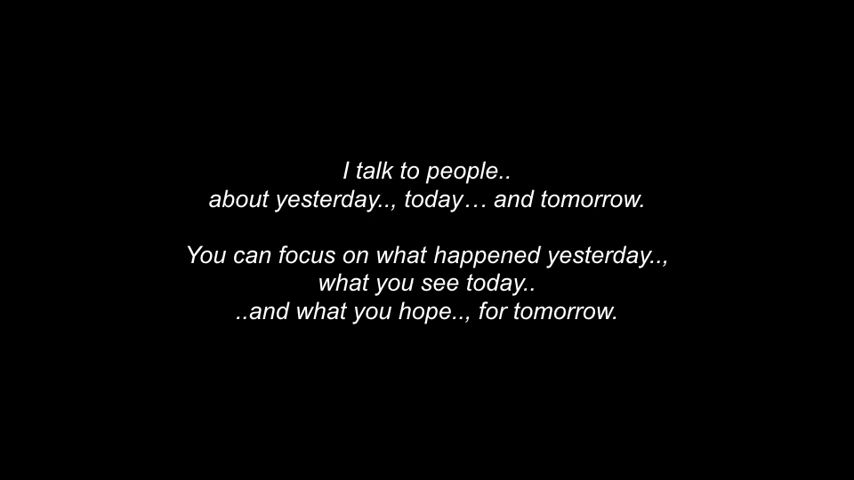 I talk to people..
about yesterday.., today… and tomorrow.
You can focus on what happened yesterday..,
what you see today..
..and what you hope.., for tomorrow.